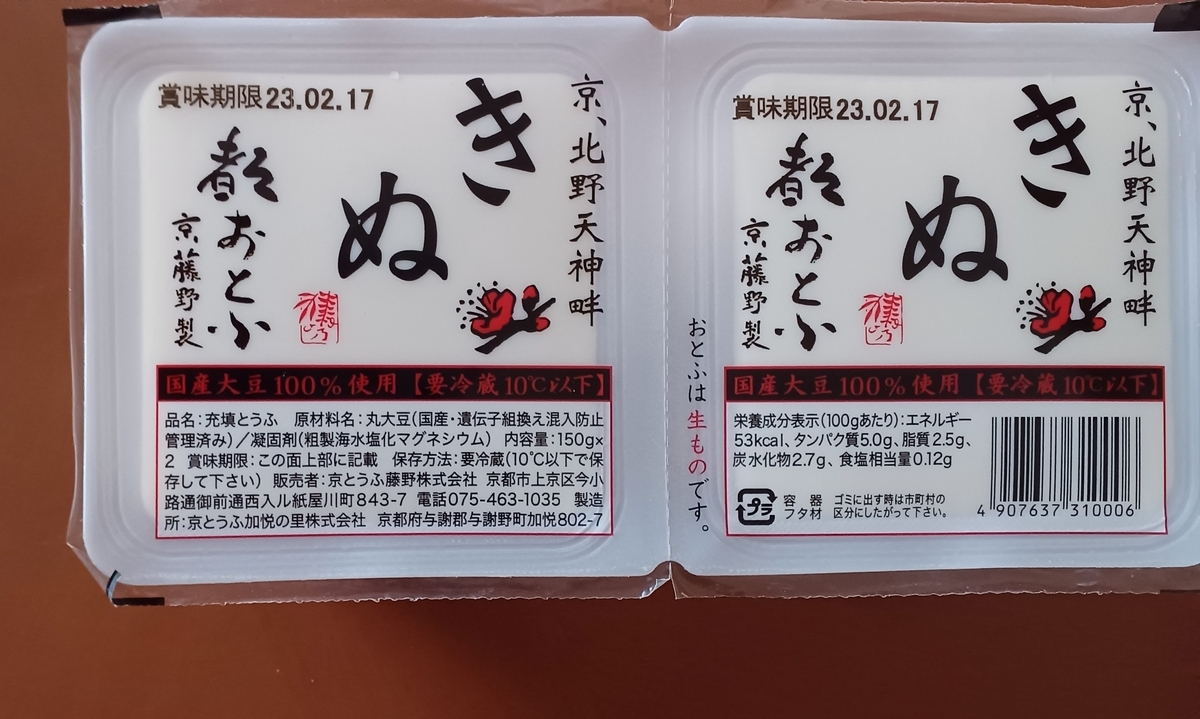 賞味期限23.02.17
京、北野天神畔
きぬ
都おとふ
京藤野製
国産大豆100%使用【要冷蔵10℃以下】
品名:充填とうふ 原材料名:丸大豆(国産・遺伝子組換え混入防止
管理済み)/凝固剤(粗製海水塩化マグネシウム) 内容量:150g×
2 賞味期限:この面上部に記載 保存方法:要冷蔵(10℃以下で保
存して下さい) 販売者:京とうふ藤野株式会社 京都市上京区今小
路通御前通西入ル紙屋川町843-7 電話075-463-1035 製造
所:京とうふ加悦の里株式会社 京都府与謝郡与謝野町加悦802-7
おとふは生ものです。
賞味期限23.02.17
京、北野天神畔
きぬ
都おとふ
京藤野製
国産大豆100%使用【要冷蔵10℃以下】
栄養成分表示(100gあたり):エネルギー
53kcal、タンパク質5.0g、脂質2.5g、
炭水化物2.7g、食塩相当量0.12g
プラ
容器
フタ材
ゴミに出す時は市町村の
区分にしたがって下さい。
4 907637 310006